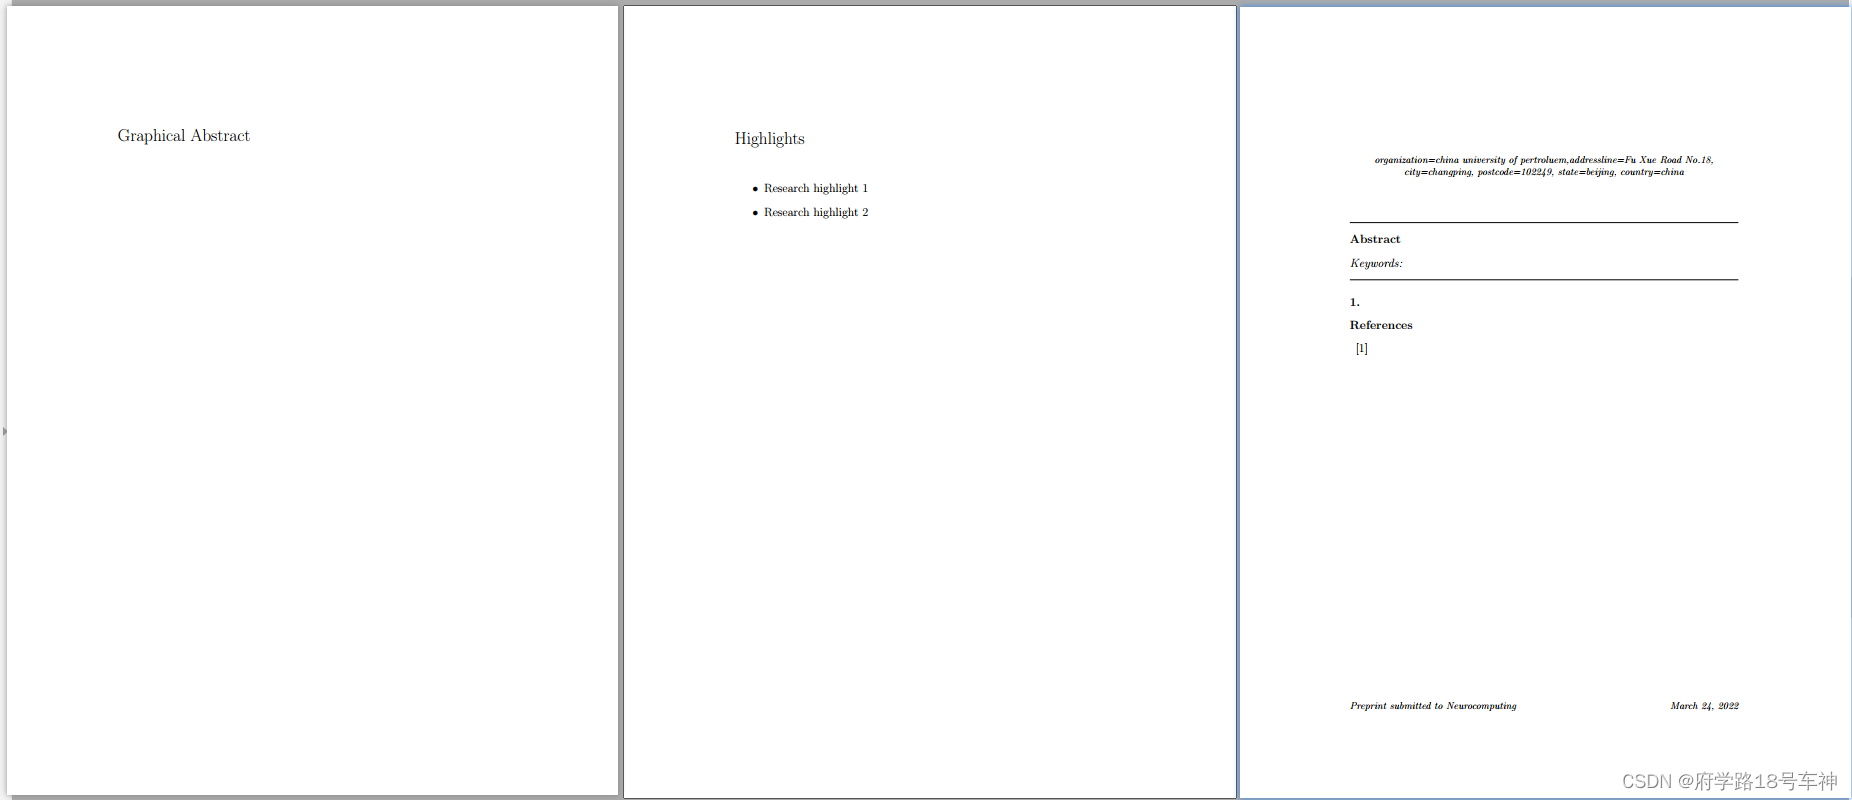 Graphical Abstract
Highlights
• Research highlight 1
• Research highlight 2
organization=china university of pertroluem,addressline=Fu Xue Road No.18,
city=changping, postcode=102249, state=beijing, country=china
Abstract
Keywords:
1.
References
[1]
Preprint submitted to Neurocomputing March 24, 2022
CSDN @府学路18号车神